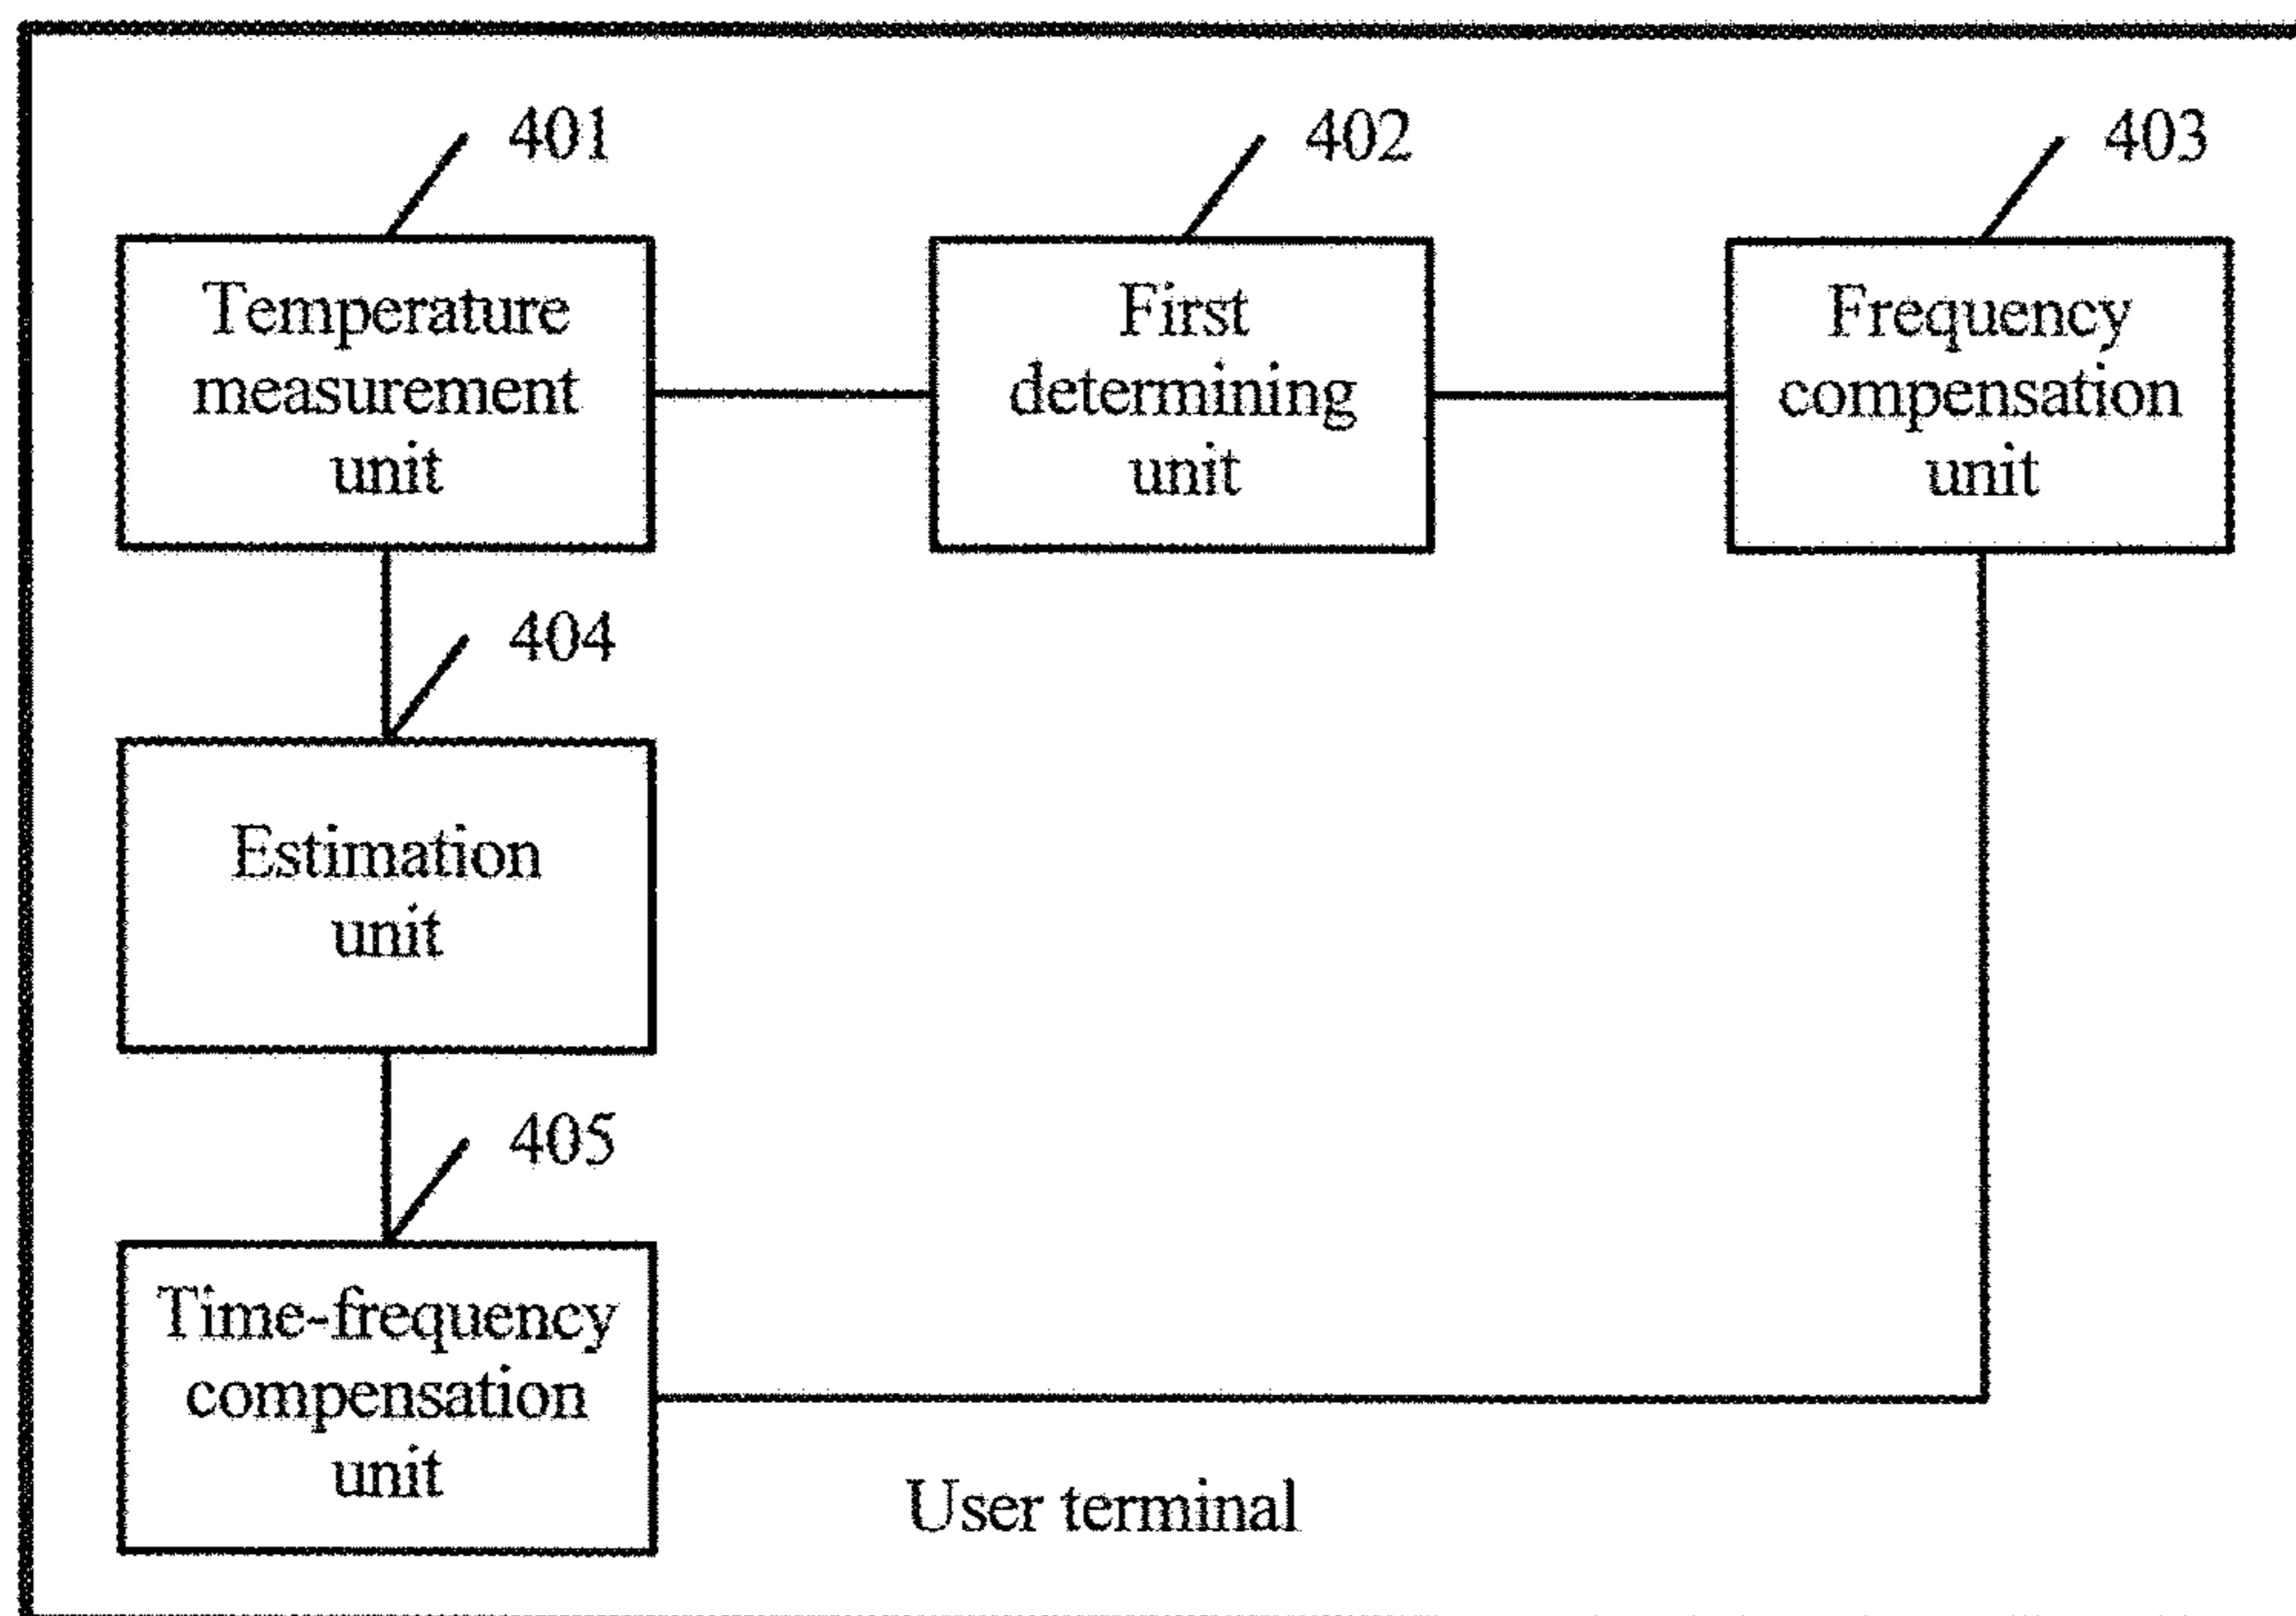 401
402
403
Temperature
measurement
unit
First
determining
unit
Frequency
compensation
unit
404
Estimation
unit
405
Time-frequency
compensation
unit
User terminal